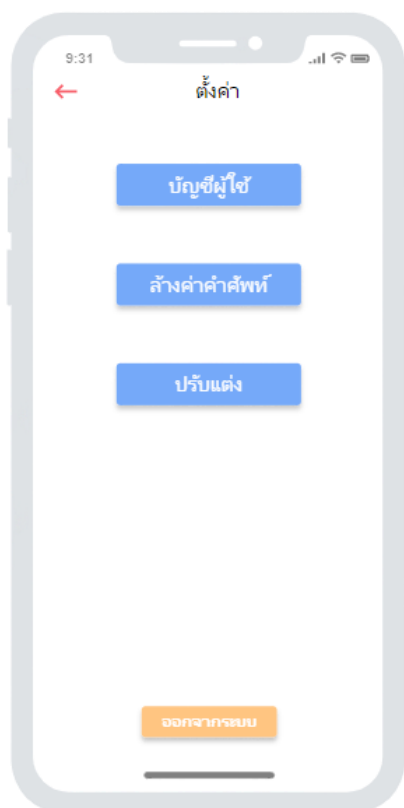 9:31
ตั้งค่า
บัญชีผู้ใช้
ล้างค่าคำศัพท์
ปรับแต่ง
ออกจากระบบ